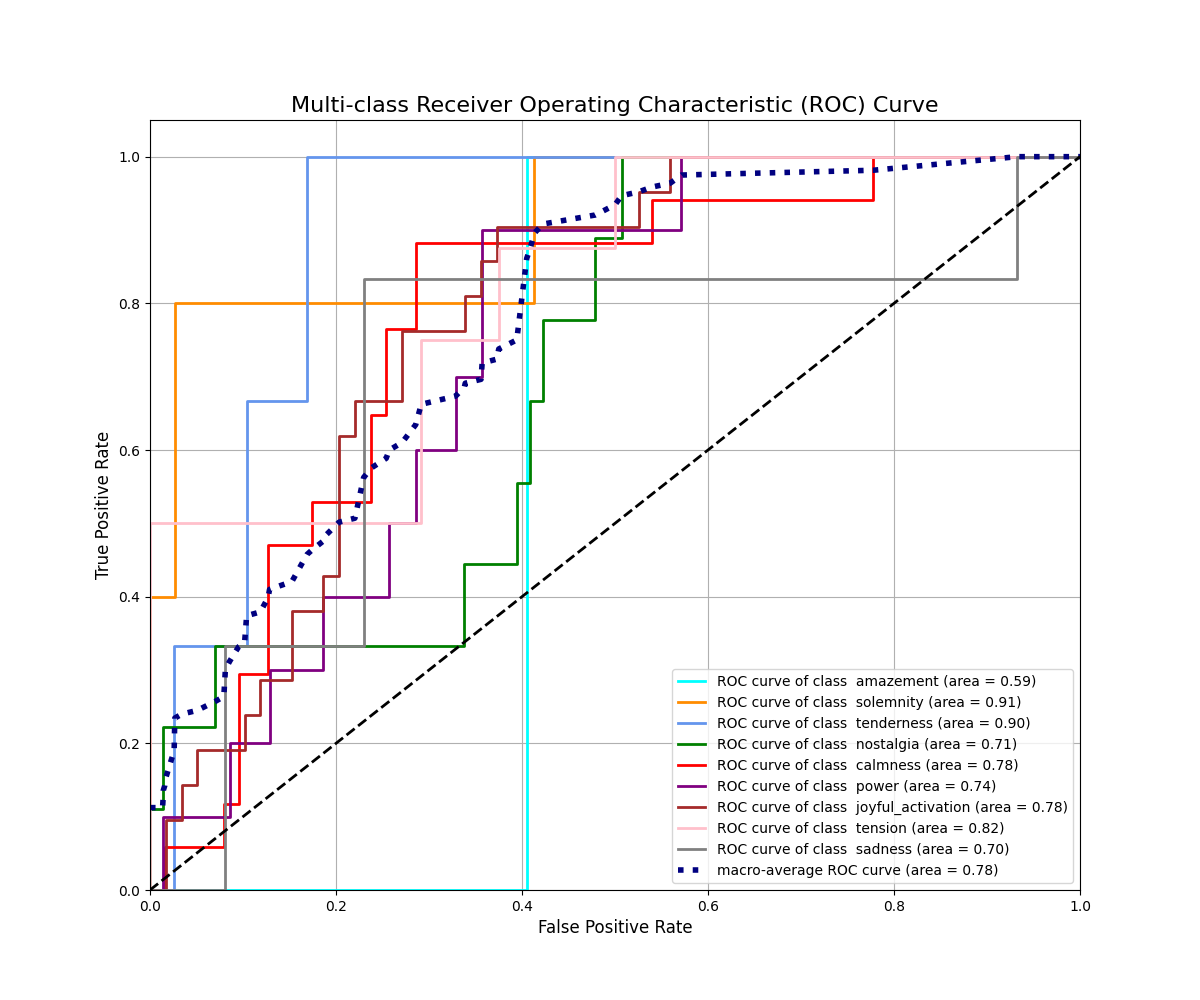 Multi-class Receiver Operating Characteristic (ROC) Curve
True Positive Rate
1.0
0.8
0.6
0.4
0.2
0.0
ROC curve of class  amazement (area = 0.59)
ROC curve of class  solemnity (area = 0.91)
ROC curve of class  tenderness (area = 0.90)
ROC curve of class  nostalgia (area = 0.71)
ROC curve of class  calmness (area = 0.78)
ROC curve of class  power (area = 0.74)
ROC curve of class  joyful_activation (area = 0.78)
ROC curve of class  tension (area = 0.82)
ROC curve of class  sadness (area = 0.70)
macro-average ROC curve (area = 0.78)
0.0 0.2 0.4 0.6 0.8 1.0
False Positive Rate